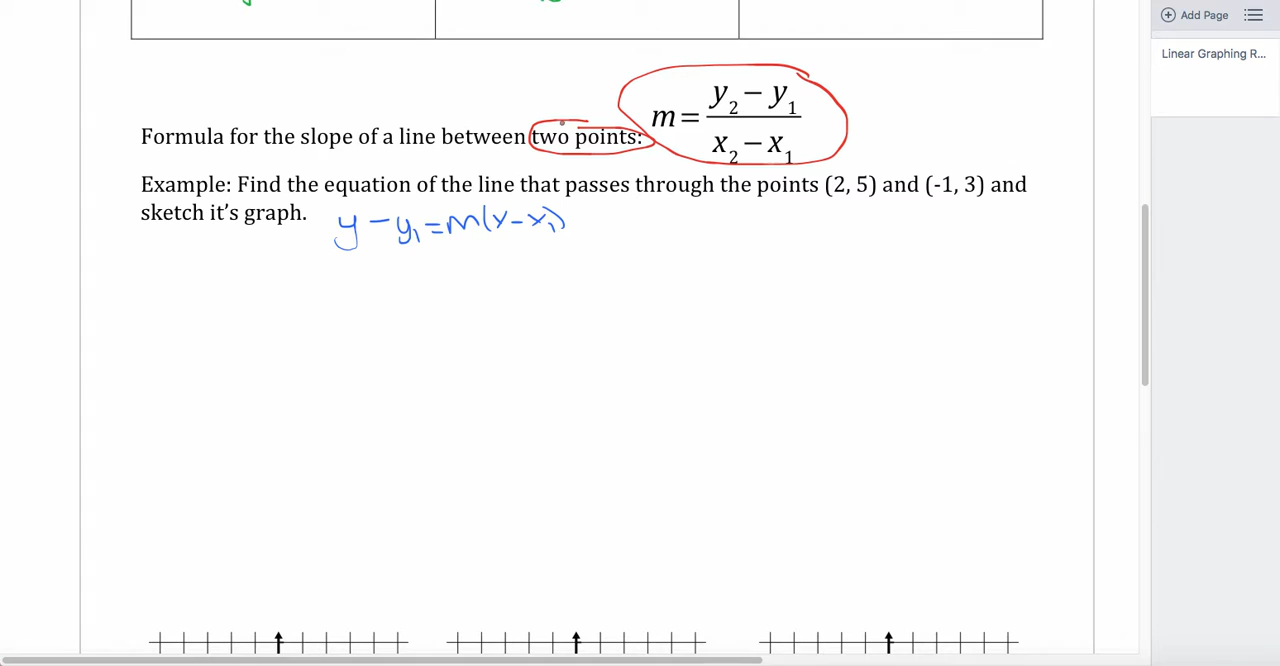 Add Page
Linear Graphing R...
Formula for the slope of a line between two points: m = (y₂ − y₁)/(x₂ − x₁)
Example: Find the equation of the line that passes through the points (2, 5) and (-1, 3) and
sketch it’s graph.
y − y₁ = m(x − x₁)